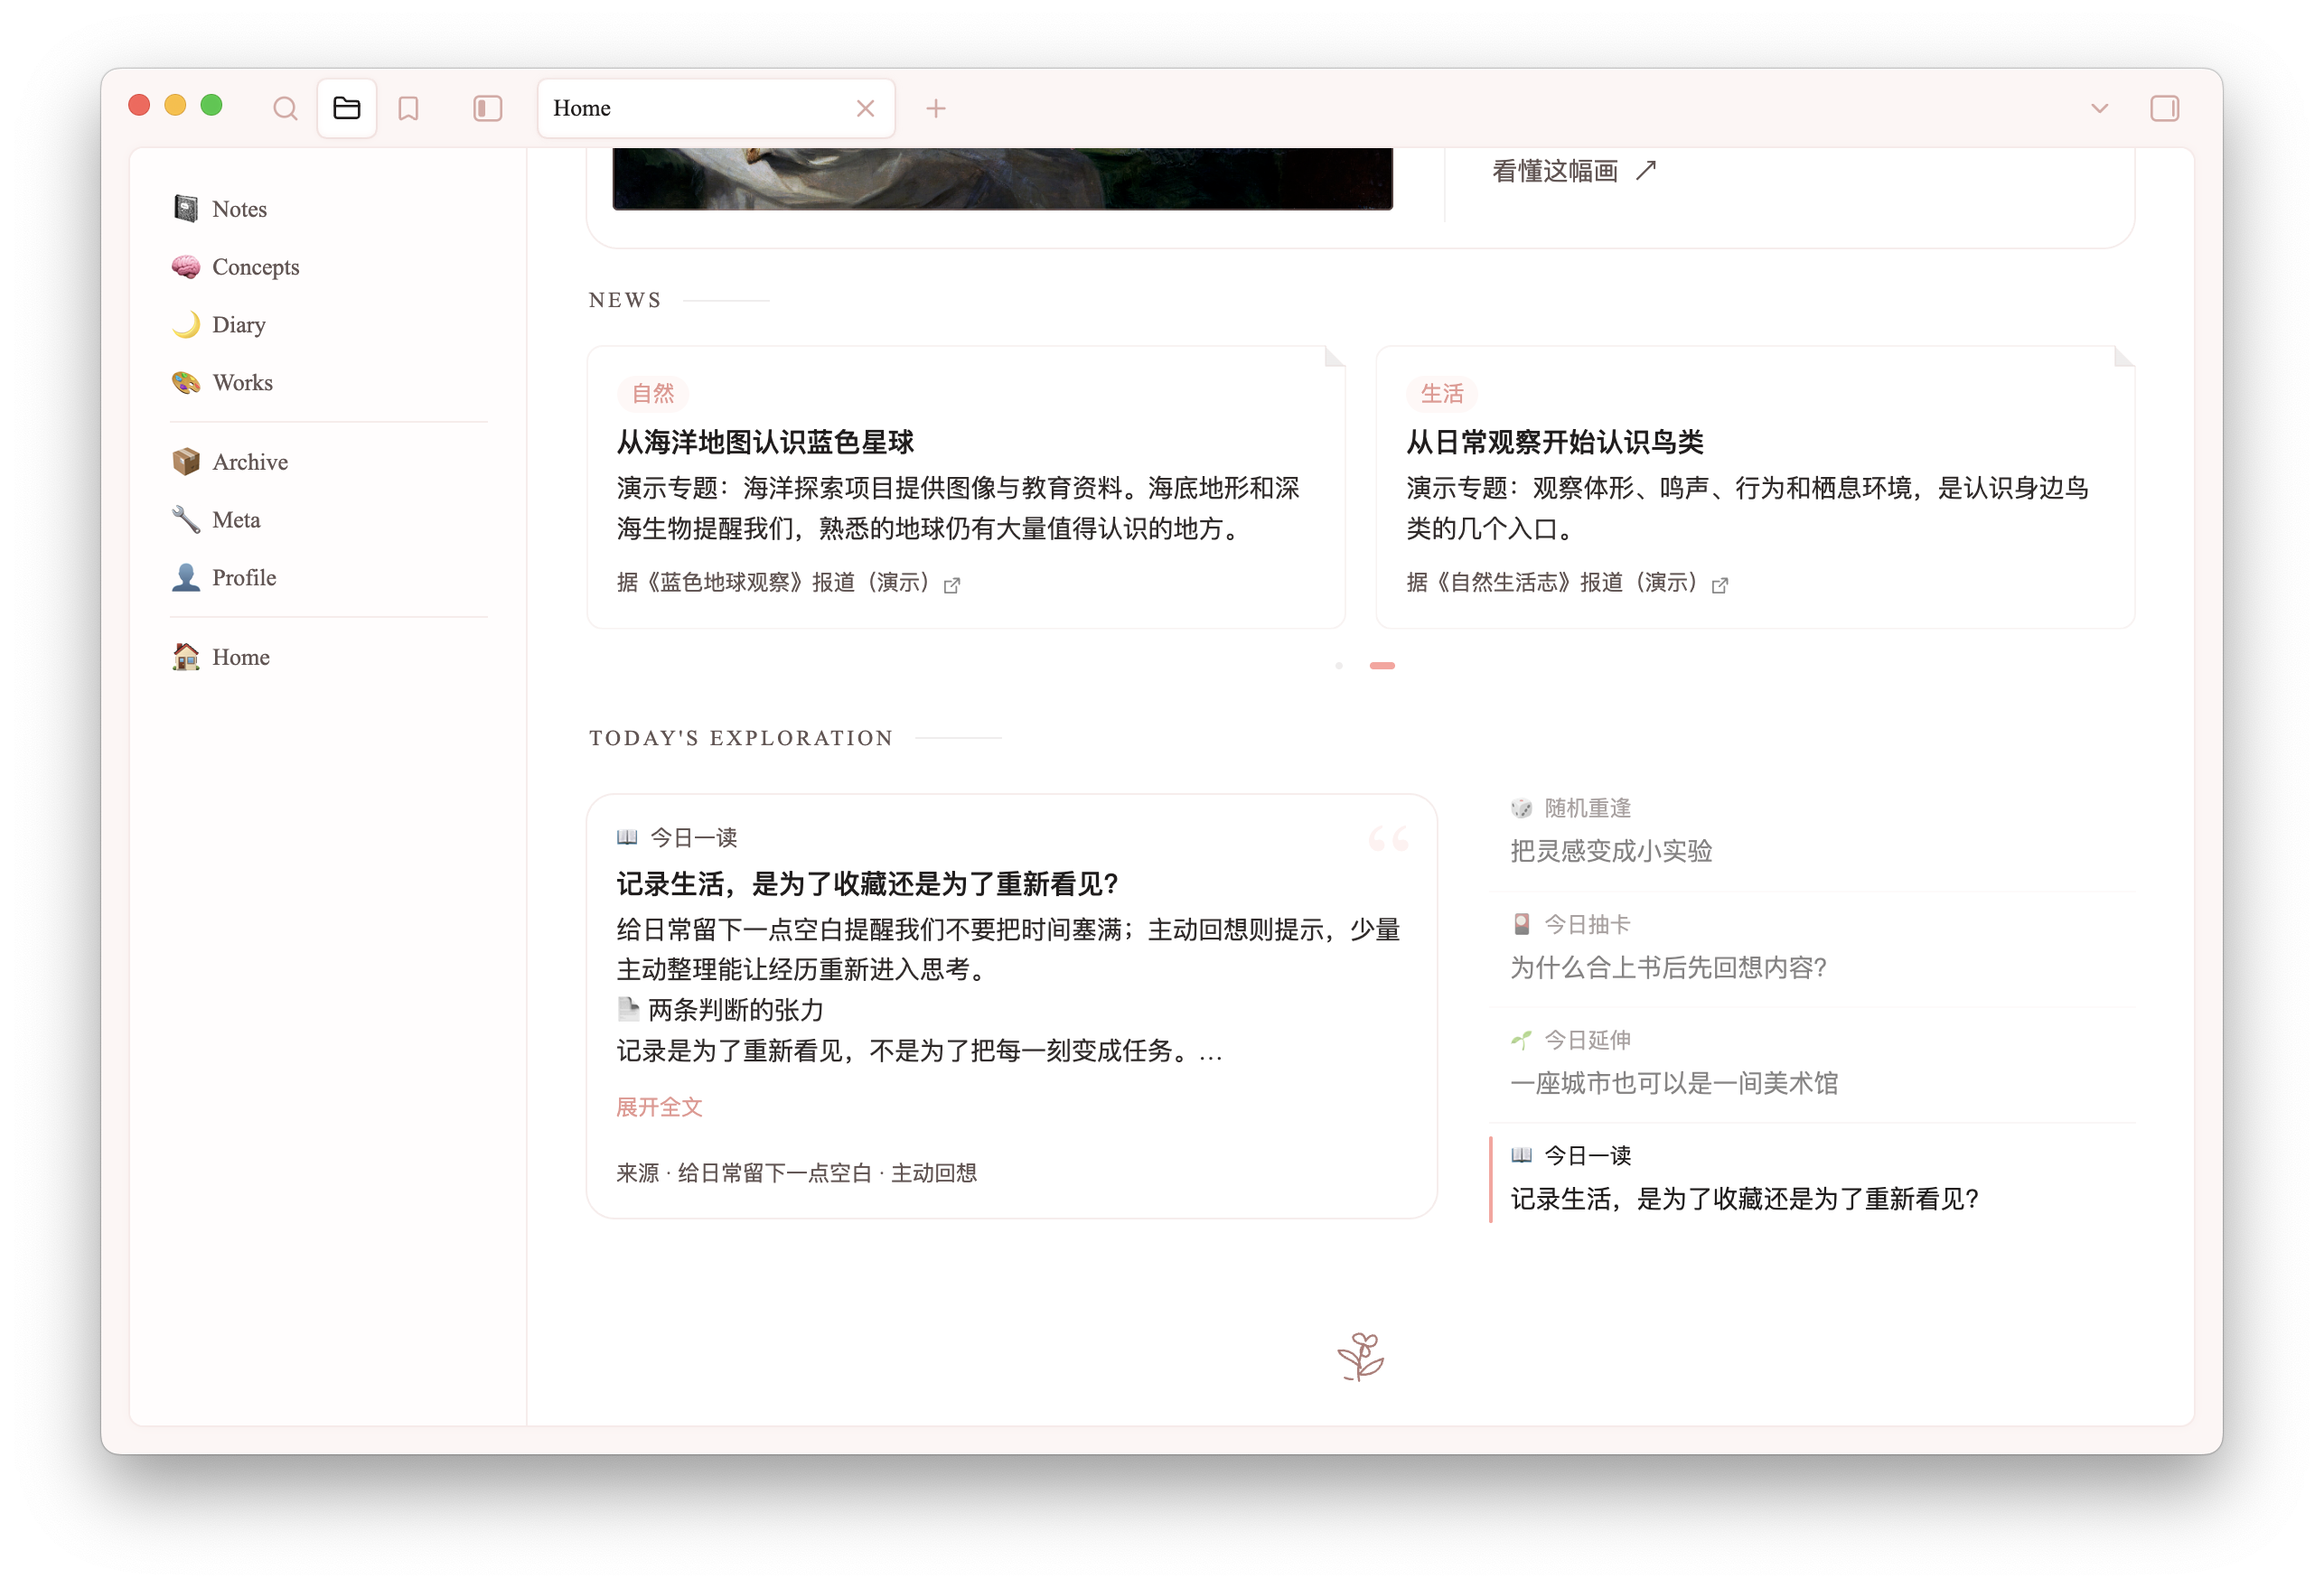 Home
Notes
Concepts
Diary
Works
Archive
Meta
Profile
Home
看懂这幅画 ↗
NEWS
自然
从海洋地图认识蓝色星球
演示专题：海洋探索项目提供图像与教育资料。海底地形和深
海生物提醒我们，熟悉的地球仍有大量值得认识的地方。
据《蓝色地球观察》报道（演示）
生活
从日常观察开始认识鸟类
演示专题：观察体形、鸣声、行为和栖息环境，是认识身边鸟
类的几个入口。
据《自然生活志》报道（演示）
TODAY'S EXPLORATION
今日一读
记录生活，是为了收藏还是为了重新看见？
给日常留下一点空白提醒我们不要把时间塞满；主动回想则提示，少量
主动整理能让经历重新进入思考。
两条判断的张力
记录是为了重新看见，不是为了把每一刻变成任务。…
展开全文
来源 · 给日常留下一点空白 · 主动回想
随机重逢
把灵感变成小实验
今日抽卡
为什么合上书后先回想内容？
今日延伸
一座城市也可以是一间美术馆
今日一读
记录生活，是为了收藏还是为了重新看见？